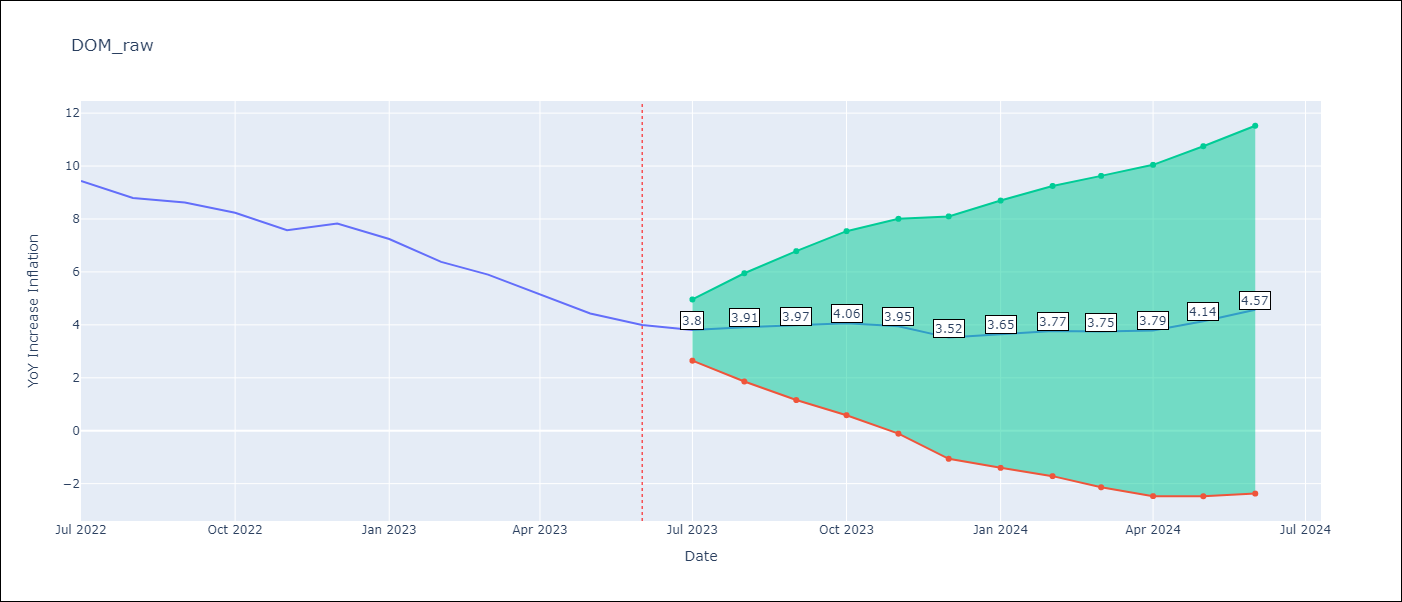 DOM_raw
12
10
8
6
4
2
0
−2
YoY Increase Inflation
3.8
3.91
3.97
4.06
3.95
3.52
3.65
3.77
3.75
3.79
4.14
4.57
Jul 2022
Oct 2022
Jan 2023
Apr 2023
Jul 2023
Oct 2023
Jan 2024
Apr 2024
Jul 2024
Date